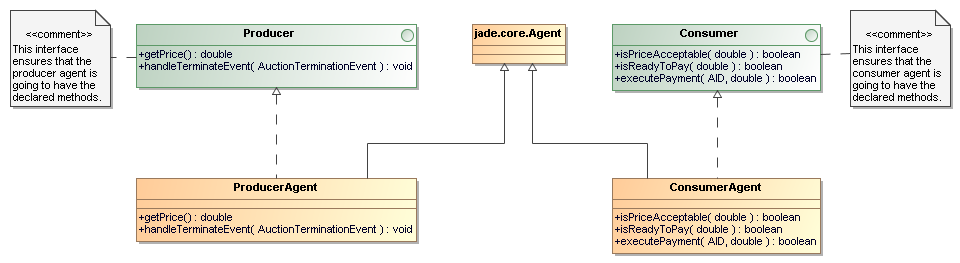 <<comment>>
This interface
ensures that the
producer agent is
going to have the
declared methods.
Producer
+getPrice() : double
+handleTerminateEvent( AuctionTerminationEvent ) : void
jade.core.Agent
Consumer
+isPriceAcceptable( double ) : boolean
+isReadyToPay( double ) : boolean
+executePayment( AID, double ) : boolean
<<comment>>
This interface
ensures that the
consumer agent is
going to have the
declared methods.
ProducerAgent
+getPrice() : double
+handleTerminateEvent( AuctionTerminationEvent ) : void
ConsumerAgent
+isPriceAcceptable( double ) : boolean
+isReadyToPay( double ) : boolean
+executePayment( AID, double ) : boolean